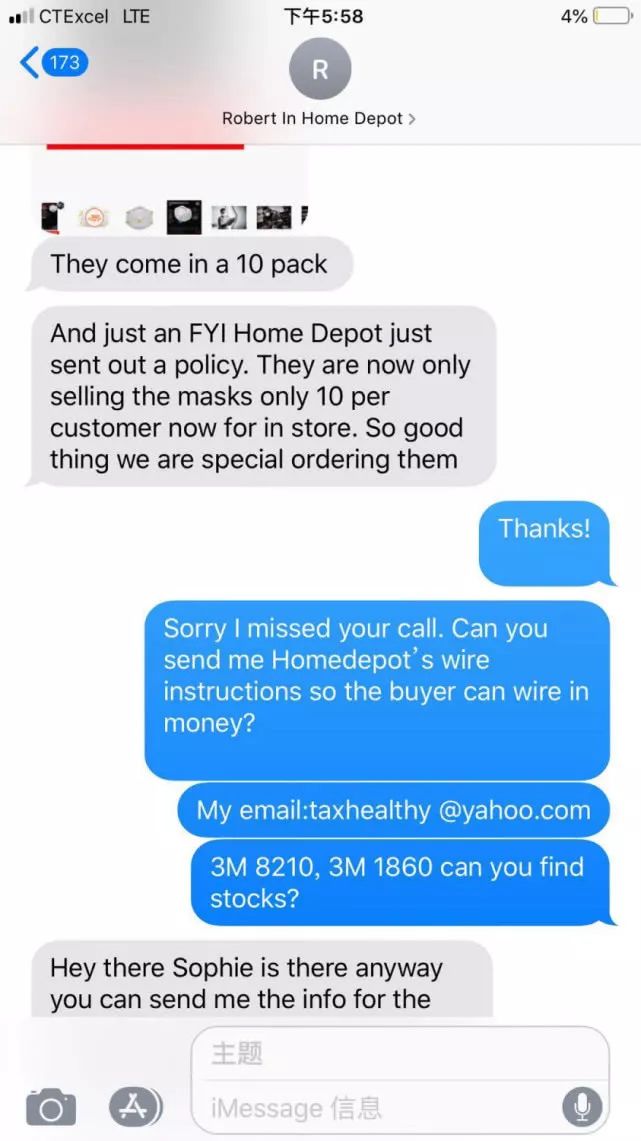 CTExcel LTE 下午5:58 4%
173
R
Robert In Home Depot
They come in a 10 pack
And just an FYI Home Depot just
sent out a policy. They are now only
selling the masks only 10 per
customer now for in store. So good
thing we are special ordering them
Thanks!
Sorry I missed your call. Can you
send me Homedepot's wire
instructions so the buyer can wire in
money?
My email:taxhealthy @yahoo.com
3M 8210, 3M 1860 can you find
stocks?
Hey there Sophie is there anyway
you can send me the info for the
主题
iMessage 信息